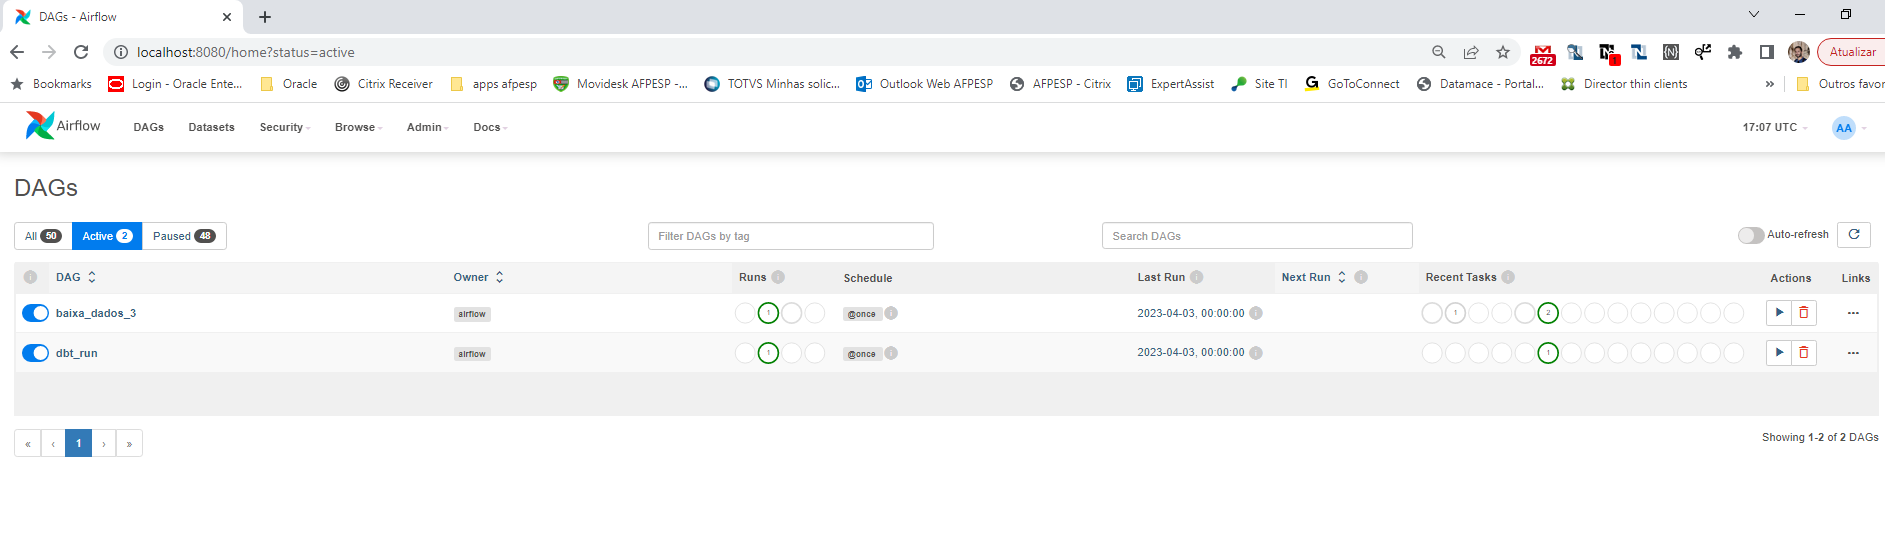 DAGs - Airflow
localhost:8080/home?status=active
2672
1
Atualizar
Bookmarks
Login - Oracle Ente...
Oracle
Citrix Receiver
apps afpesp
Movidesk AFPESP -...
TOTVS Minhas solic...
Outlook Web AFPESP
AFPESP - Citrix
ExpertAssist
Site TI
GoToConnect
Datamace - Portal...
Director thin clients
»
Outros favor
Airflow
DAGs
Datasets
Security
Browse
Admin
Docs
17:07 UTC
AA
DAGs
All 50
Active 2
Paused 48
Filter DAGs by tag
Search DAGs
Auto-refresh
DAG
Owner
Runs
Schedule
Last Run
Next Run
Recent Tasks
Actions
Links
baixa_dados_3
airflow
1
@once
2023-04-03, 00:00:00
1
2
dbt_run
airflow
1
@once
2023-04-03, 00:00:00
1
« ‹ 1 › »
Showing 1-2 of 2 DAGs